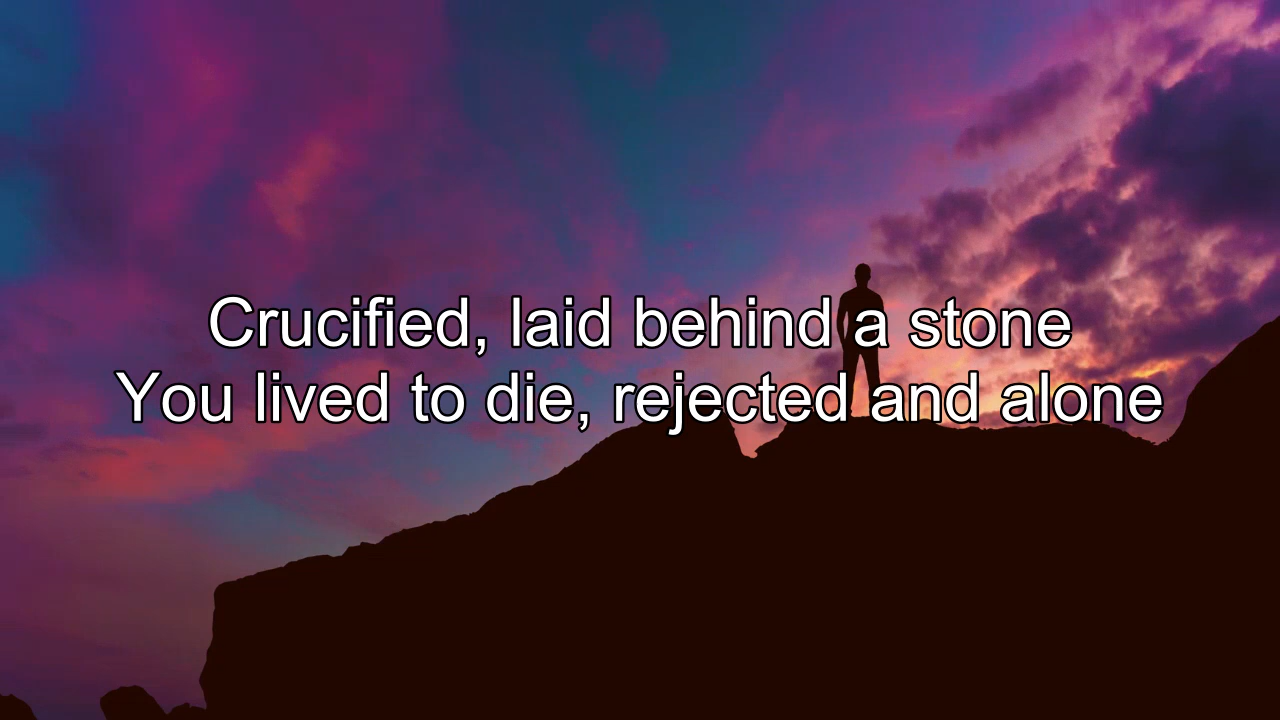 Crucified, laid behind a stone
You lived to die, rejected and alone